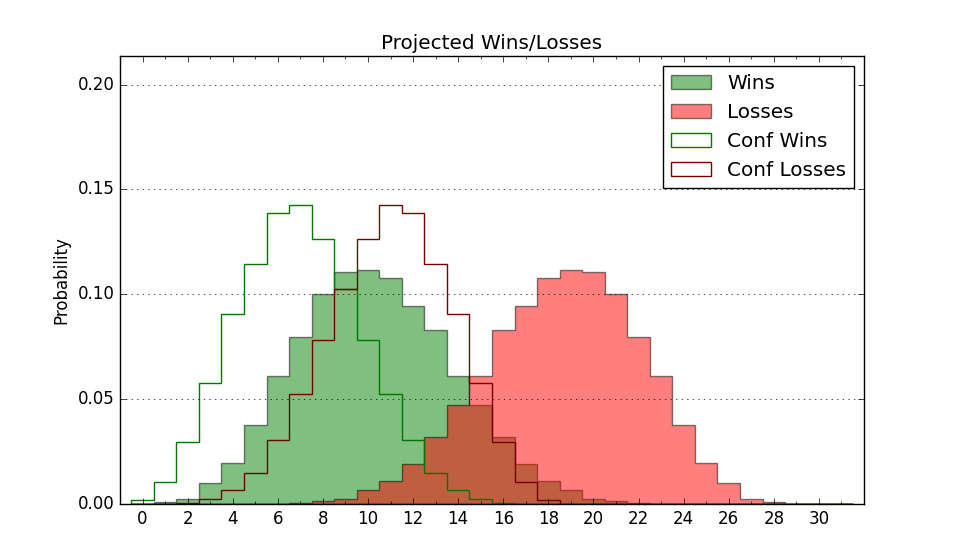 Projected Wins/Losses
Wins
Losses
Conf Wins
Conf Losses
Probability
0.20
0.15
0.10
0.05
0.00
0 2 4 6 8 10 12 14 16 18 20 22 24 26 28 30